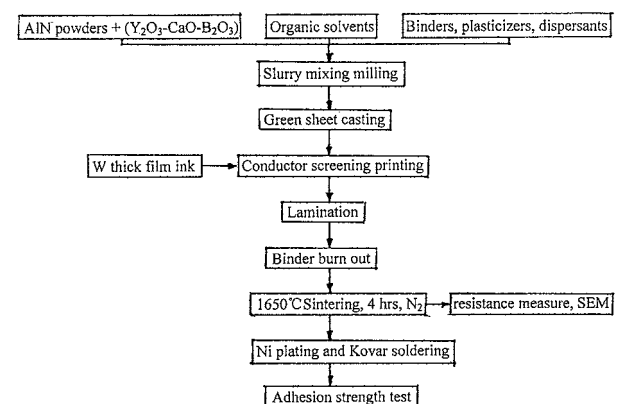 AlN powders + (Y₂O₃-CaO-B₂O₃)
Organic solvents
Binders, plasticizers, dispersants
Slurry mixing milling
Green sheet casting
W thick film ink
Conductor screening printing
Lamination
Binder burn out
1650℃Sintering, 4 hrs, N₂
resistance measure, SEM
Ni plating and Kovar soldering
Adhesion strength test